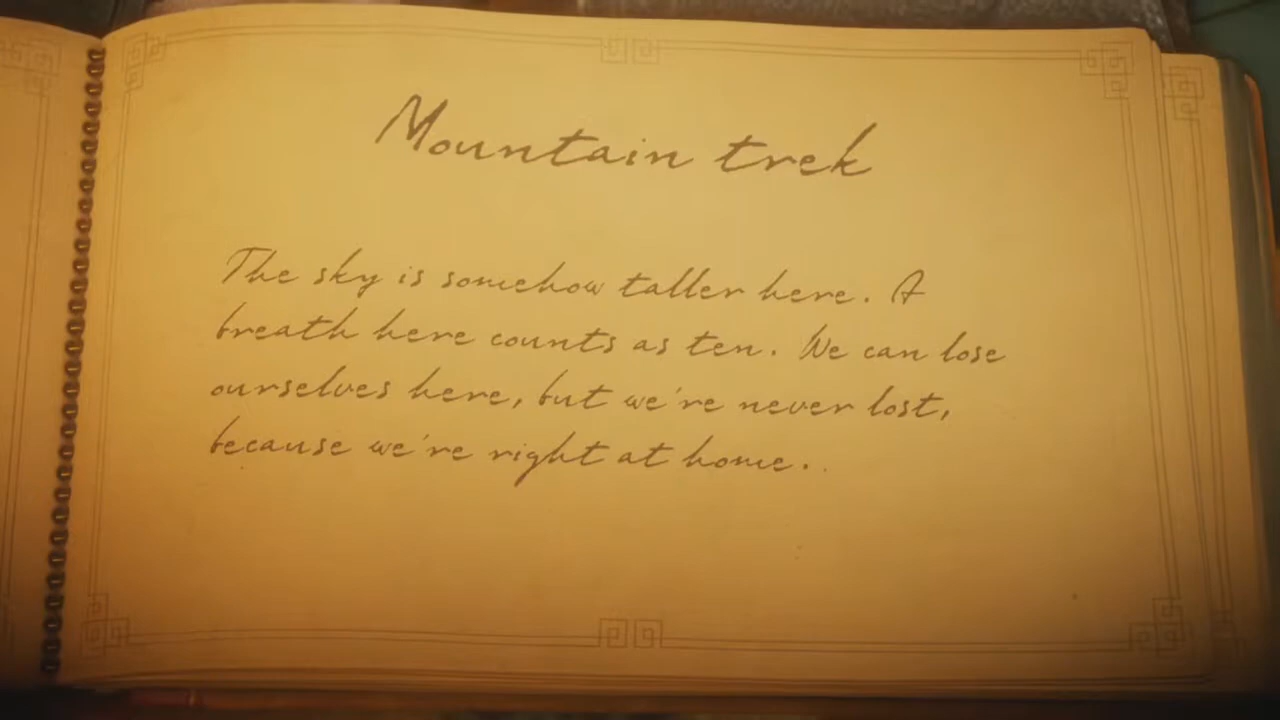 Mountain trek
The sky is somehow taller here. A
breath here counts as ten. We can lose
ourselves here, but we're never lost,
because we're right at home.